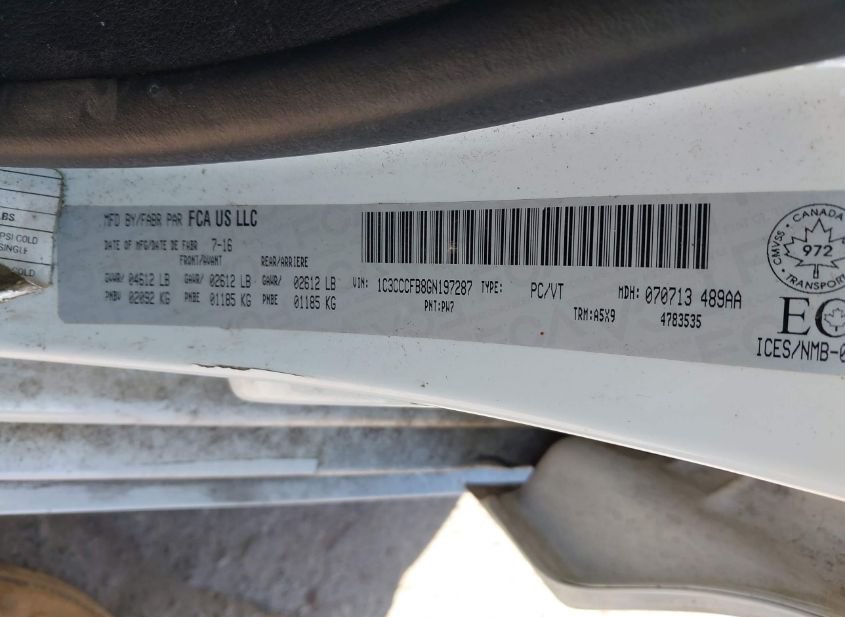 LBS
PSI COLD
SINGLE
COLD
MFD BY/FABR PAR FCA US LLC
DATE OF MFG/DATE DE FABR 7-16
FRONT/AVANT REAR/ARRIERE
GVWR/ 04612 LB GAWR/ 02612 LB GAWR/ 02612 LB
PNBV 02092 KG PNBE 01185 KG PNBE 01185 KG
VIN: 1C3CCCFB8GN197287 TYPE: PC/VT MDH: 070713 489AA
PNT:PW7 TRM:A5X9 4783535
CMVSS · CANADA
972
TRANSPORT
EC
ICES/NMB-0